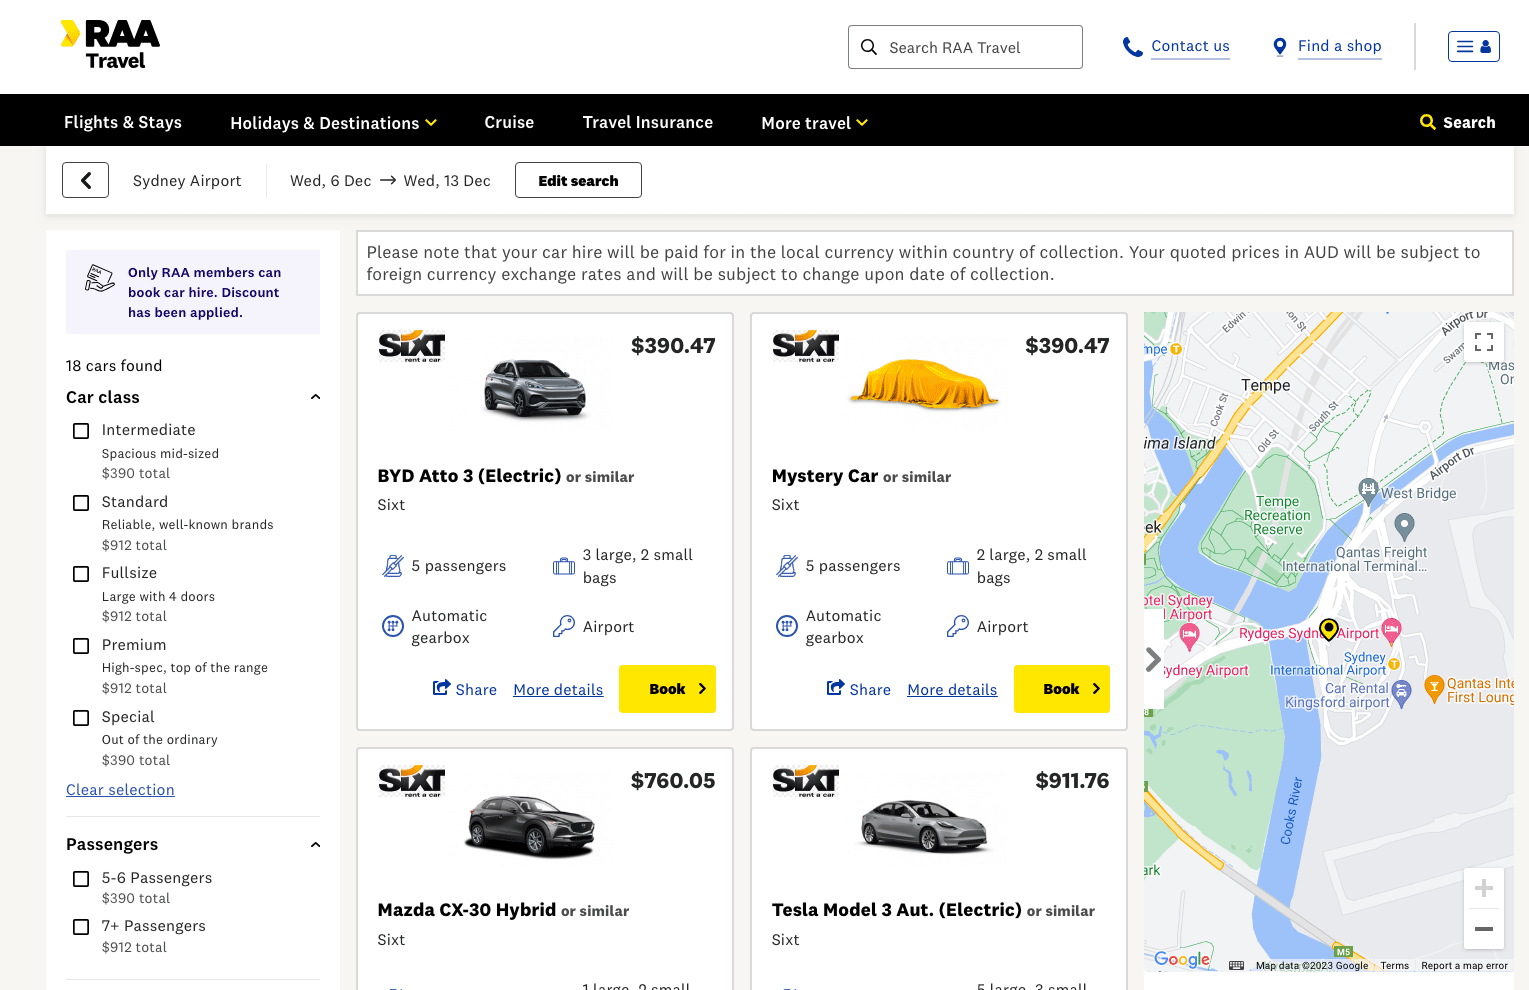 RAA
Travel
Search RAA Travel
Contact us
Find a shop
Flights & Stays
Holidays & Destinations
Cruise
Travel Insurance
More travel
Search
Sydney Airport
Wed, 6 Dec → Wed, 13 Dec
Edit search
Only RAA members can
book car hire. Discount
has been applied.
18 cars found
Car class
Intermediate
Spacious mid-sized
$390 total
Standard
Reliable, well-known brands
$912 total
Fullsize
Large with 4 doors
$912 total
Premium
High-spec, top of the range
$912 total
Special
Out of the ordinary
$390 total
Clear selection
Passengers
5-6 Passengers
$390 total
7+ Passengers
$912 total
Please note that your car hire will be paid for in the local currency within country of collection. Your quoted prices in AUD will be subject to
foreign currency exchange rates and will be subject to change upon date of collection.
SIXT
rent a car
$390.47
BYD Atto 3 (Electric) or similar
Sixt
5 passengers
3 large, 2 small
bags
Automatic
gearbox
Airport
Share
More details
Book
SIXT
rent a car
$390.47
Mystery Car or similar
Sixt
5 passengers
2 large, 2 small
bags
Automatic
gearbox
Airport
Share
More details
Book
SIXT
rent a car
$760.05
Mazda CX-30 Hybrid or similar
Sixt
1 large, 2 small
SIXT
rent a car
$911.76
Tesla Model 3 Aut. (Electric) or similar
Sixt
5 large, 3 small
Airport Dr
Tempe
Cook St
South St
Old St
Airport Dr
West Bridge
Tempe
Recreation
Reserve
Qantas Freight
International Terminal...
Rydges Sydney Airport
Sydney Airport
Sydney
International Airport
Car Rental
Kingsford airport
Qantas Inte
First Loung
Cooks River
M5
Google
Map data ©2023 Google
Terms
Report a map error